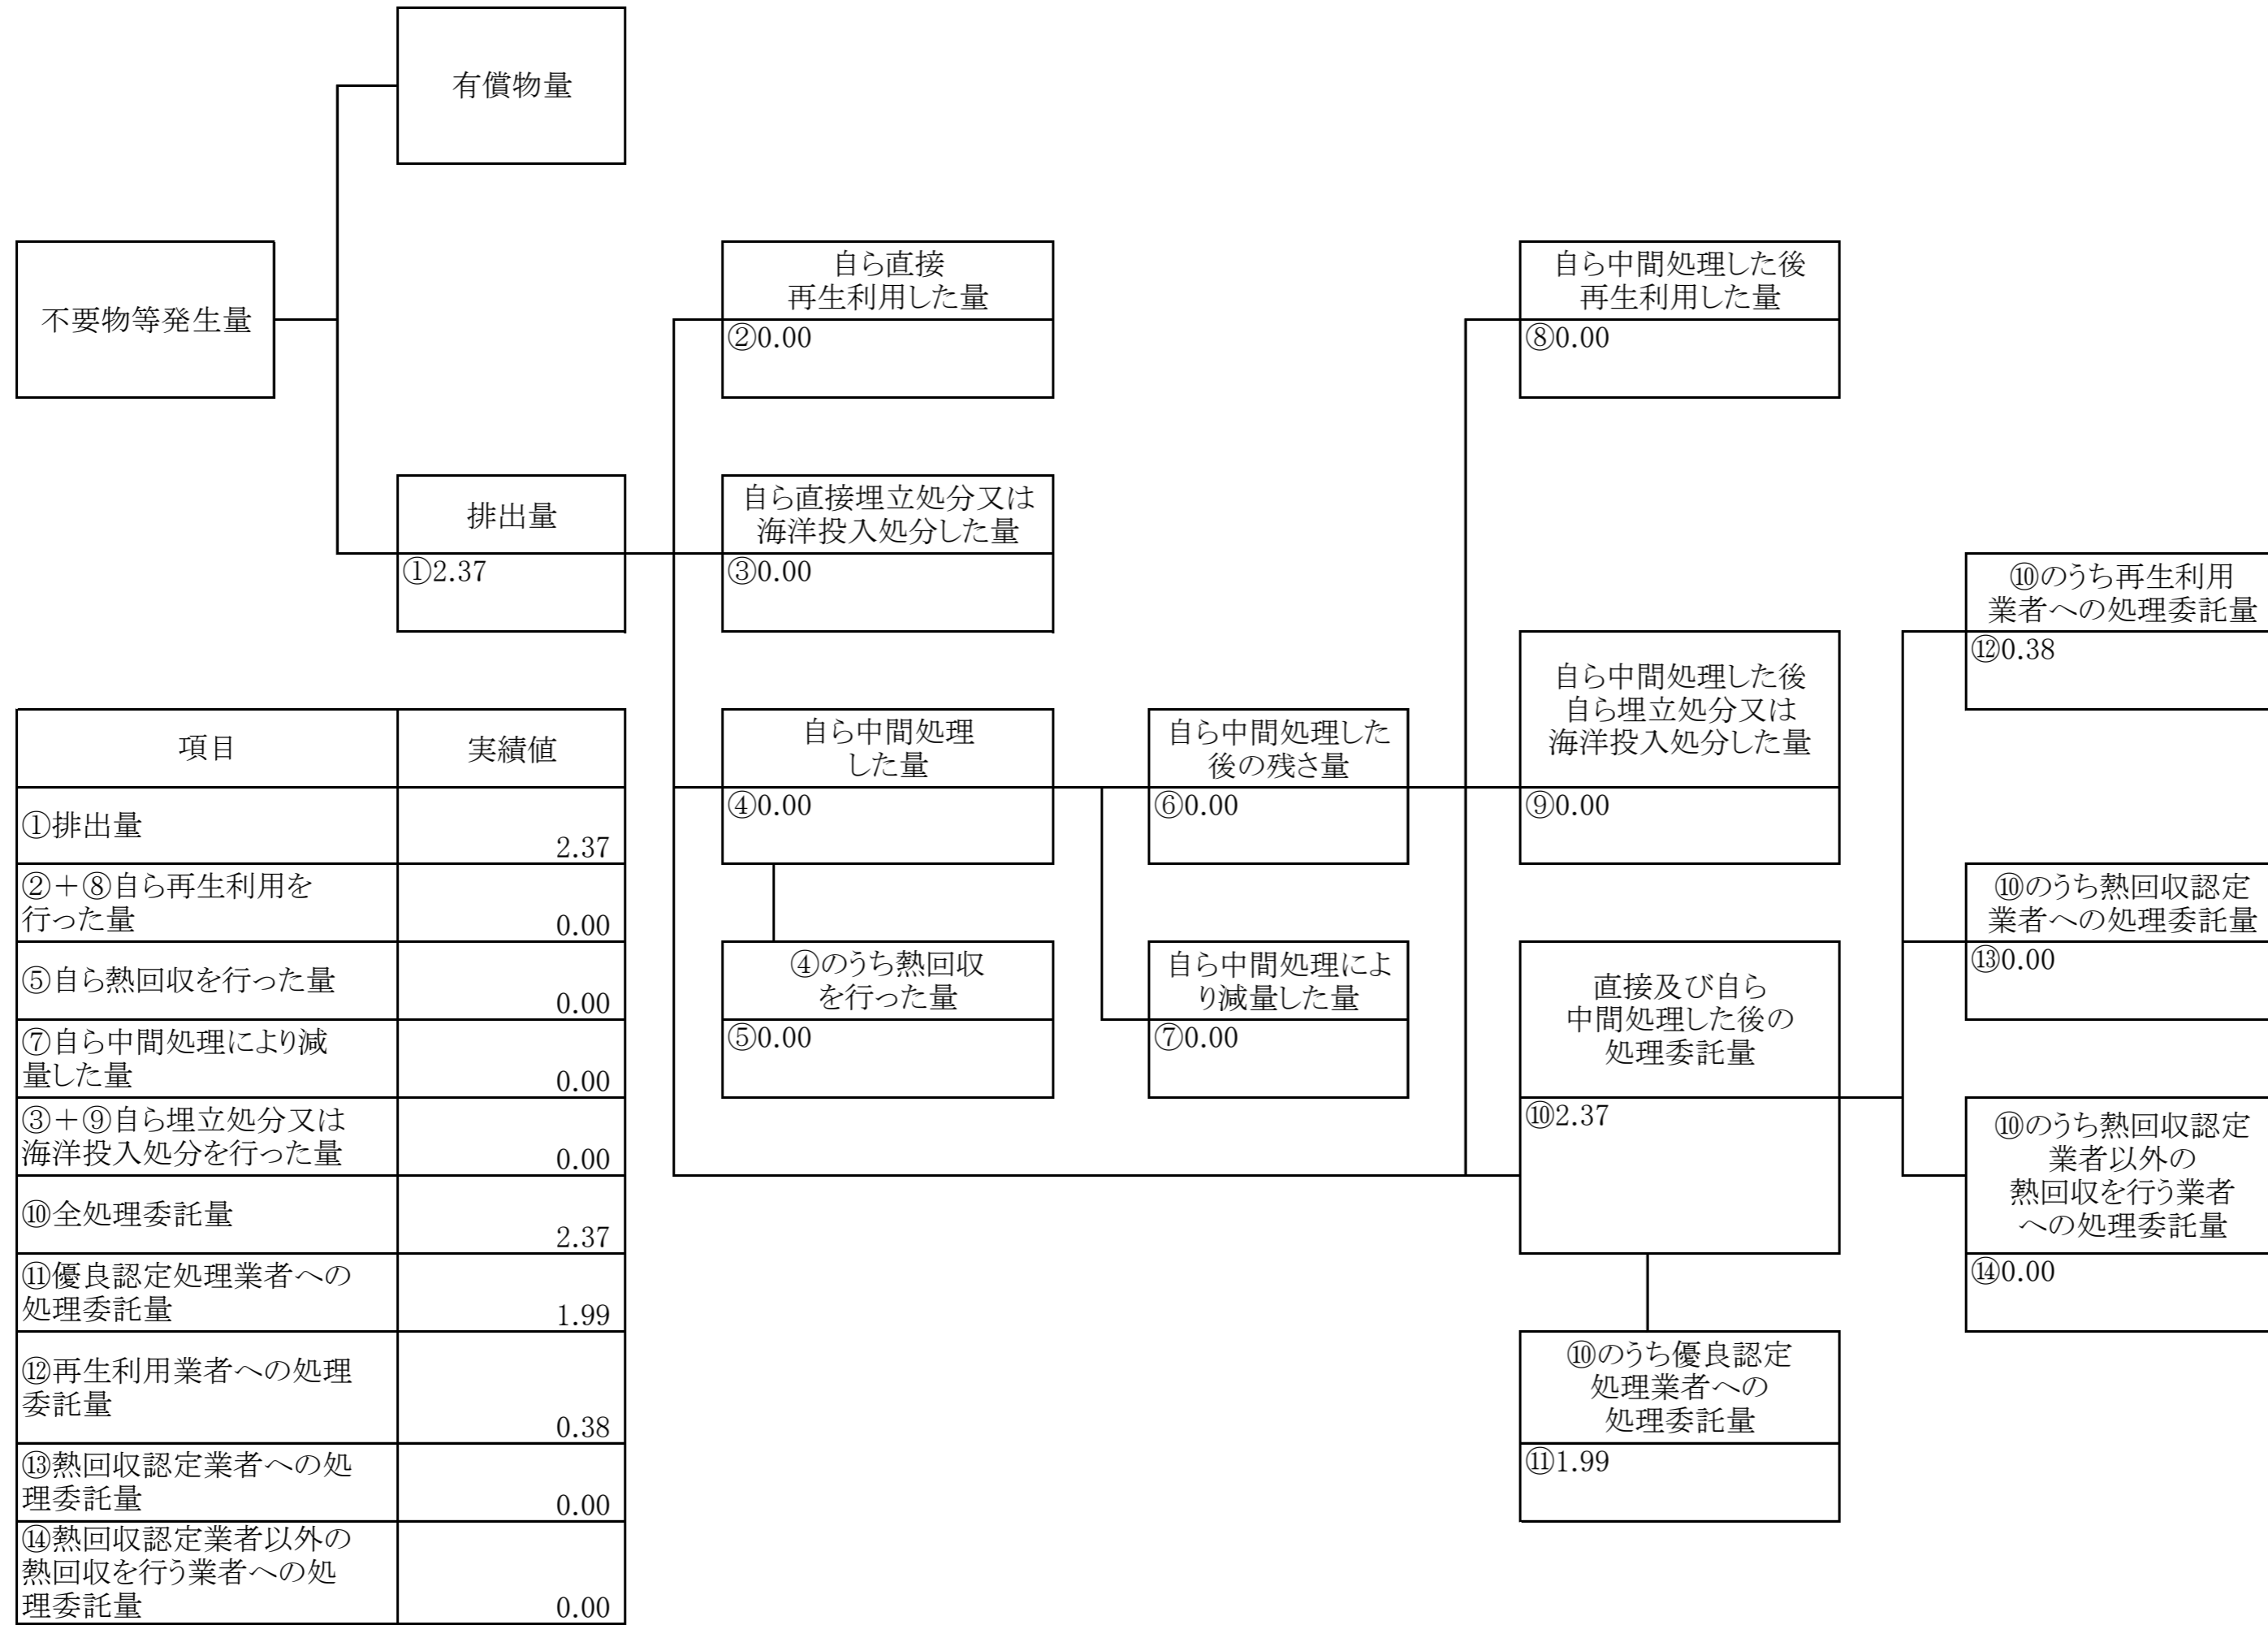 有償物量
不要物等発生量
自ら直接
再生利用した量
②0.00
自ら中間処理した後
再生利用した量
⑧0.00
排出量
①2.37
自ら直接埋立処分又は
海洋投入処分した量
③0.00
⑩のうち再生利用
業者への処理委託量
⑫0.38
自ら中間処理した後
自ら埋立処分又は
海洋投入処分した量
⑨0.00
自ら中間処理
した量
④0.00
自ら中間処理した
後の残さ量
⑥0.00
⑩のうち熱回収認定
業者への処理委託量
⑬0.00
④のうち熱回収
を行った量
⑤0.00
自ら中間処理によ
り減量した量
⑦0.00
直接及び自ら
中間処理した後の
処理委託量
⑩2.37
⑩のうち熱回収認定
業者以外の
熱回収を行う業者
への処理委託量
⑭0.00
⑩のうち優良認定
処理業者への
処理委託量
⑪1.99
項目
実績値
①排出量
2.37
②+⑧自ら再生利用を
行った量
0.00
⑤自ら熱回収を行った量
0.00
⑦自ら中間処理により減
量した量
0.00
③+⑨自ら埋立処分又は
海洋投入処分を行った量
0.00
⑩全処理委託量
2.37
⑪優良認定処理業者への
処理委託量
1.99
⑫再生利用業者への処理
委託量
0.38
⑬熱回収認定業者への処
理委託量
0.00
⑭熱回収認定業者以外の
熱回収を行う業者への処
理委託量
0.00